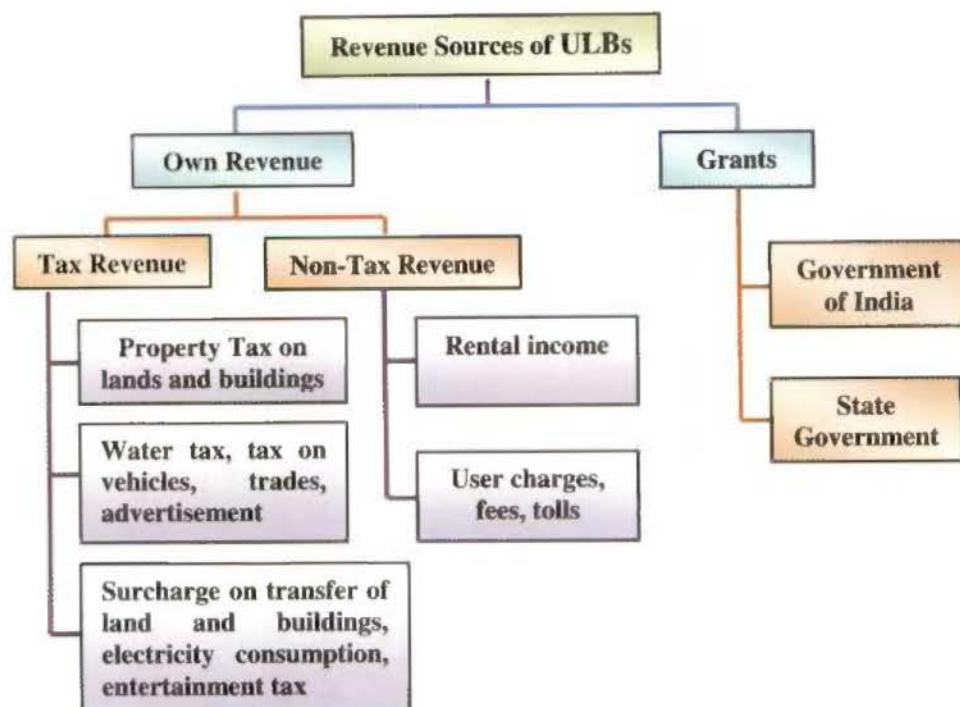 Revenue Sources of ULBs
Own Revenue
Grants
Tax Revenue
Non-Tax Revenue
Government
of India
Property Tax on
lands and buildings
Rental income
State
Government
Water tax, tax on
vehicles, trades,
advertisement
User charges,
fees, tolls
Surcharge on transfer of
land and buildings,
electricity consumption,
entertainment tax